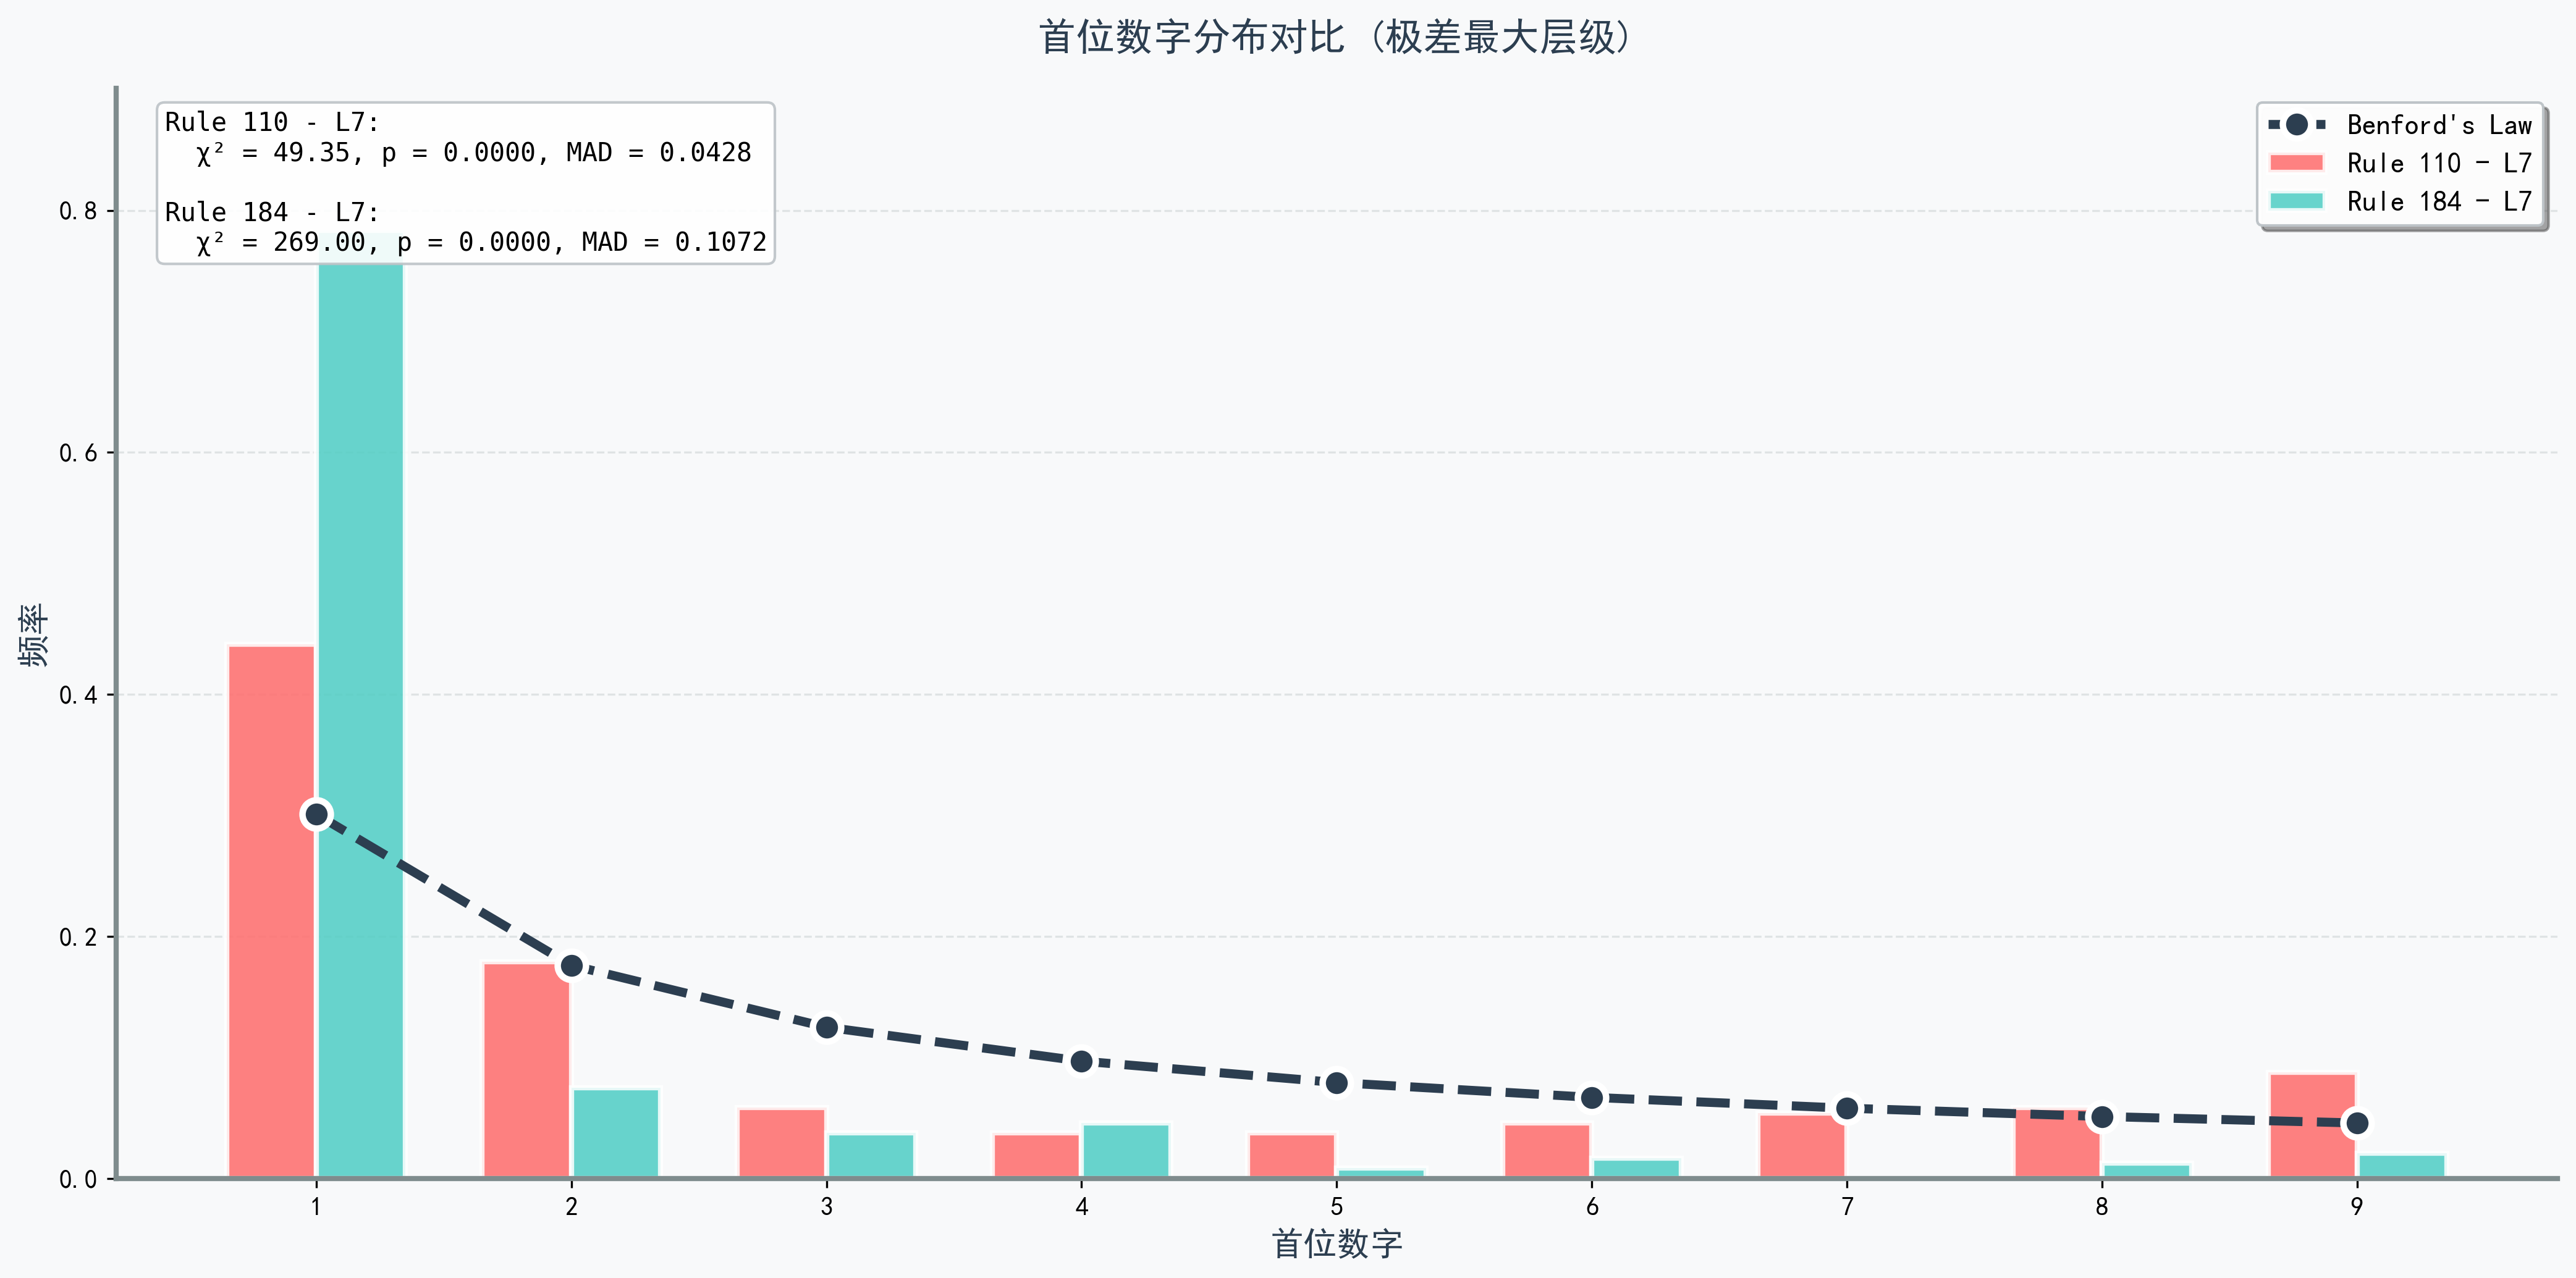 首位数字分布对比 (极差最大层级)
Rule 110 - L7:
χ² = 49.35, p = 0.0000, MAD = 0.0428
Rule 184 - L7:
χ² = 269.00, p = 0.0000, MAD = 0.1072
Benford's Law
Rule 110 - L7
Rule 184 - L7
频率
0.8
0.6
0.4
0.2
0.0
1 2 3 4 5 6 7 8 9
首位数字